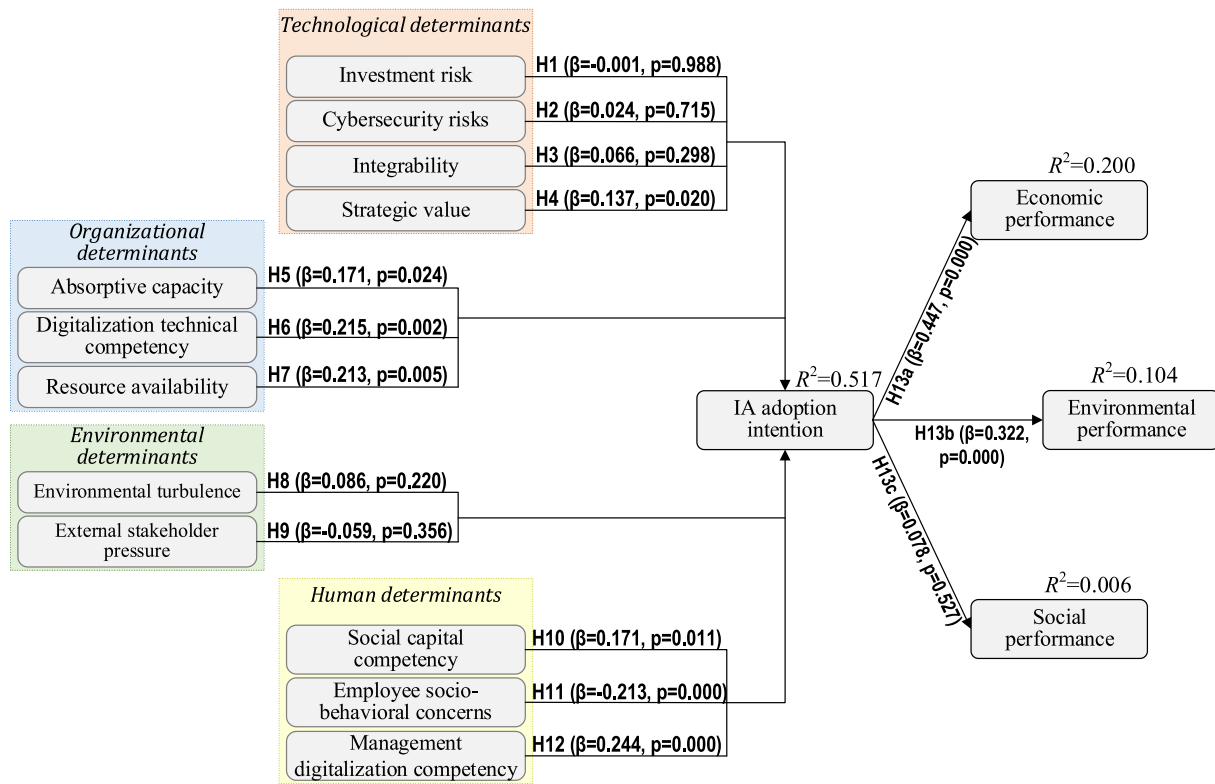 Technological determinants
Investment risk
H1 (β=-0.001, p=0.988)
Cybersecurity risks
H2 (β=0.024, p=0.715)
Integrability
H3 (β=0.066, p=0.298)
Strategic value
H4 (β=0.137, p=0.020)
Organizational
determinants
Absorptive capacity
H5 (β=0.171, p=0.024)
Digitalization technical
competency
H6 (β=0.215, p=0.002)
Resource availability
H7 (β=0.213, p=0.005)
Environmental
determinants
Environmental turbulence
H8 (β=0.086, p=0.220)
External stakeholder
pressure
H9 (β=-0.059, p=0.356)
Human determinants
Social capital
competency
H10 (β=0.171, p=0.011)
Employee socio-
behavioral concerns
H11 (β=-0.213, p=0.000)
Management
digitalization competency
H12 (β=0.244, p=0.000)
R²=0.517
IA adoption
intention
H13a (β=0.447, p=0.000)
H13b (β=0.322,
p=0.000)
H13c (β=0.078, p=0.527)
R²=0.200
Economic
performance
R²=0.104
Environmental
performance
R²=0.006
Social
performance